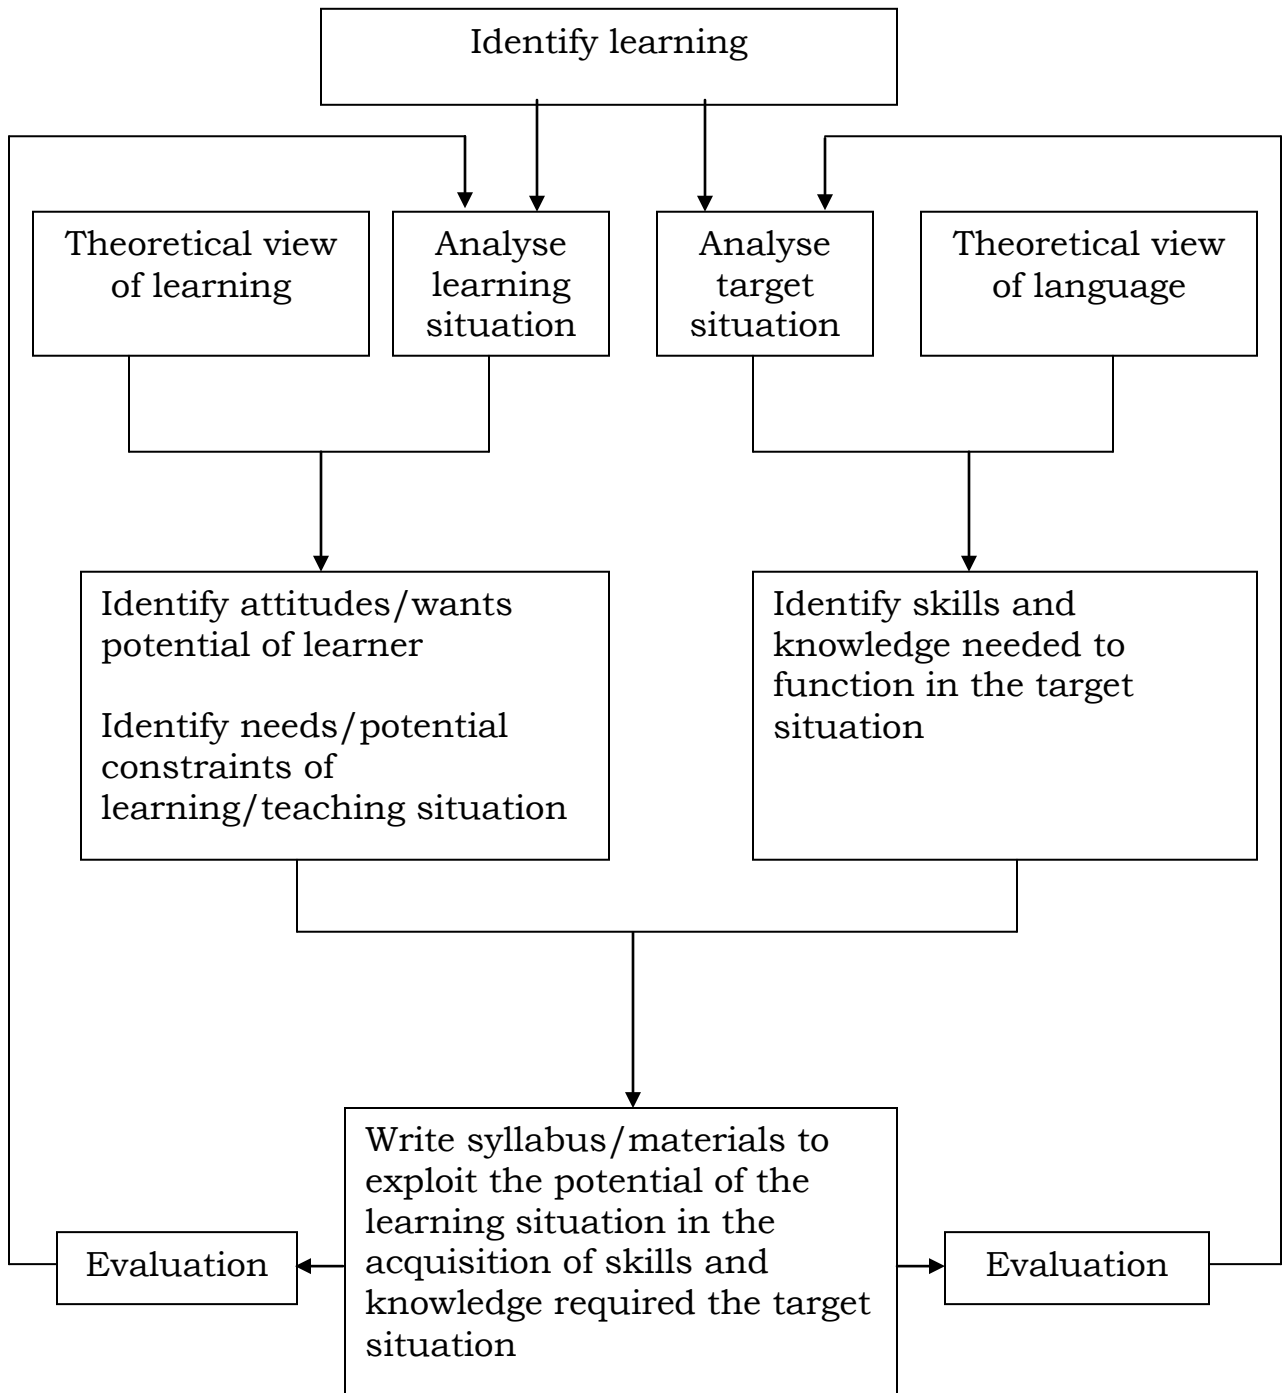 Identify learning
Theoretical view
of learning
Analyse
learning
situation
Analyse
target
situation
Theoretical view
of language
Identify attitudes/wants
potential of learner
Identify needs/potential
constraints of
learning/teaching situation
Identify skills and
knowledge needed to
function in the target
situation
Write syllabus/materials to
exploit the potential of the
learning situation in the
acquisition of skills and
knowledge required the target
situation
Evaluation
Evaluation